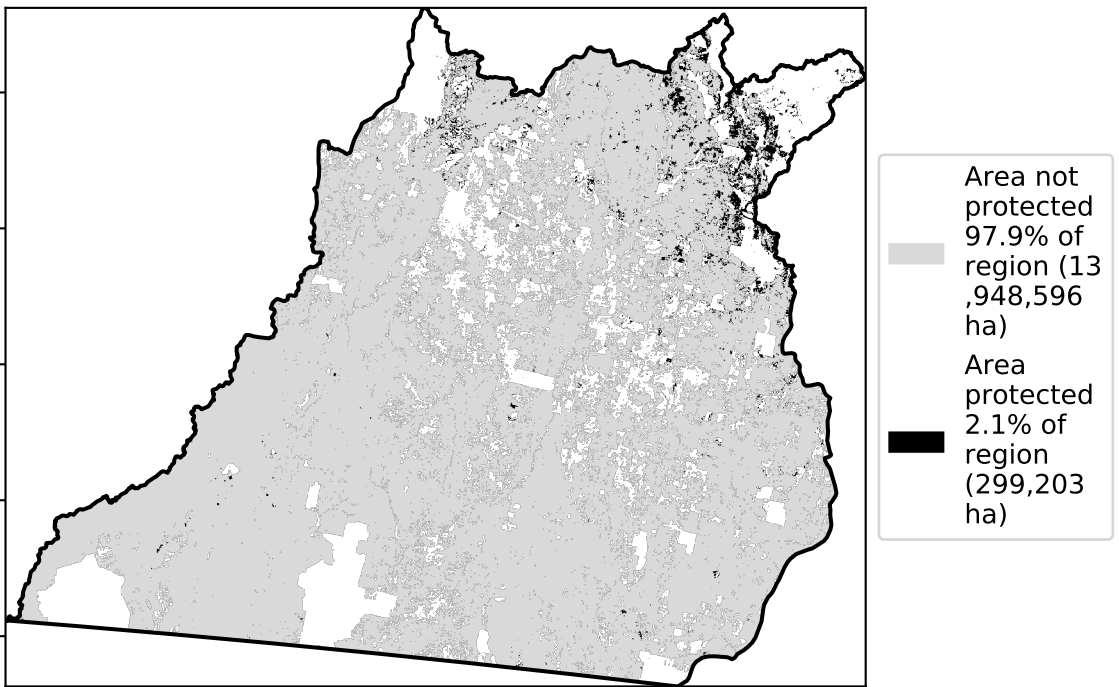 Area not
protected
97.9% of
region (13
,948,596
ha)
Area
protected
2.1% of
region
(299,203
ha)